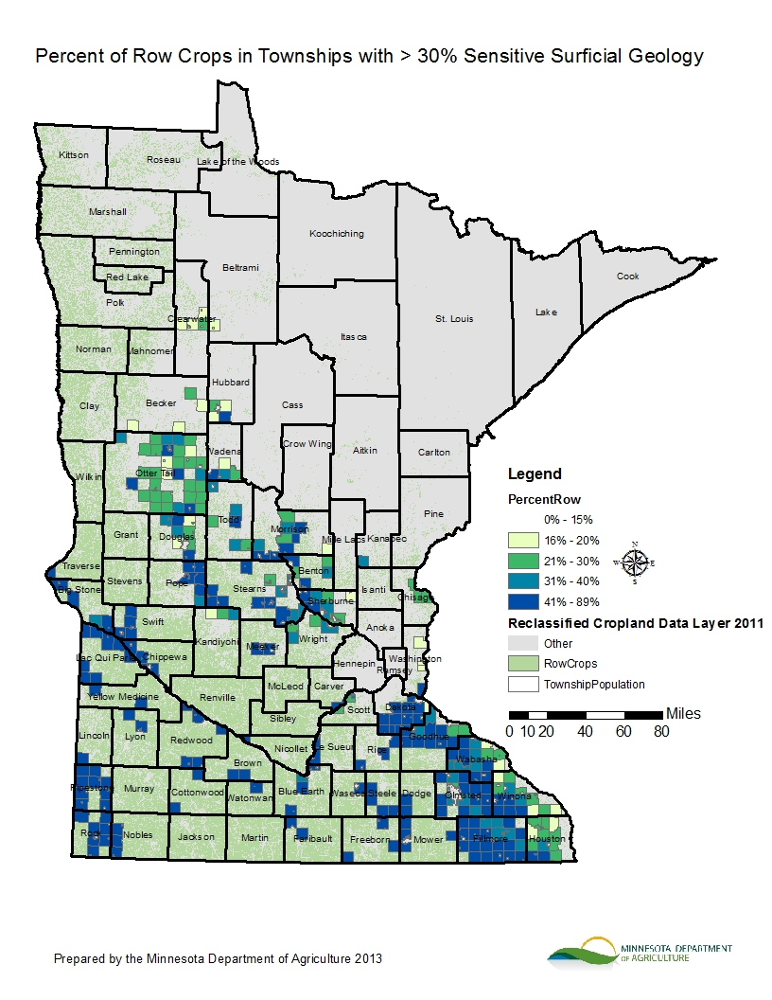 Percent of Row Crops in Townships with > 30% Sensitive Surficial Geology
Kittson
Roseau
Lake of the Woods
Marshall
Koochiching
Pennington
Beltrami
Red Lake
Cook
Polk
St. Louis
Lake
Clearwater
Itasca
Norman
Mahnomen
Hubbard
Clay
Becker
Cass
Crow Wing
Aitkin
Carlton
Wadena
Otter Tail
Wilkin
Pine
Todd
Morrison
Grant
Douglas
Mille Lacs
Kanabec
Traverse
Benton
Stevens
Pope
Big Stone
Stearns
Isanti
Sherburne
Chisago
Swift
Anoka
Kandiyohi
Wright
Meeker
Lac Qui Parle
Chippewa
Washington
Hennepin
Ramsey
McLeod
Carver
Yellow Medicine
Renville
Scott
Dakota
Sibley
Lincoln
Lyon
Redwood
Nicollet
Le Sueur
Rice
Goodhue
Brown
Wabasha
Pipestone
Murray
Cottonwood
Watonwan
Blue Earth
Waseca
Steele
Dodge
Olmsted
Winona
Rock
Nobles
Jackson
Martin
Faribault
Freeborn
Mower
Fillmore
Houston
Legend
PercentRow
0% - 15%
16% - 20%
21% - 30%
31% - 40%
41% - 89%
N
W E
S
Reclassified Cropland Data Layer 2011
Other
RowCrops
TownshipPopulation
Miles
0 10 20 40 60 80
Prepared by the Minnesota Department of Agriculture 2013
MINNESOTA DEPARTMENT
OF AGRICULTURE